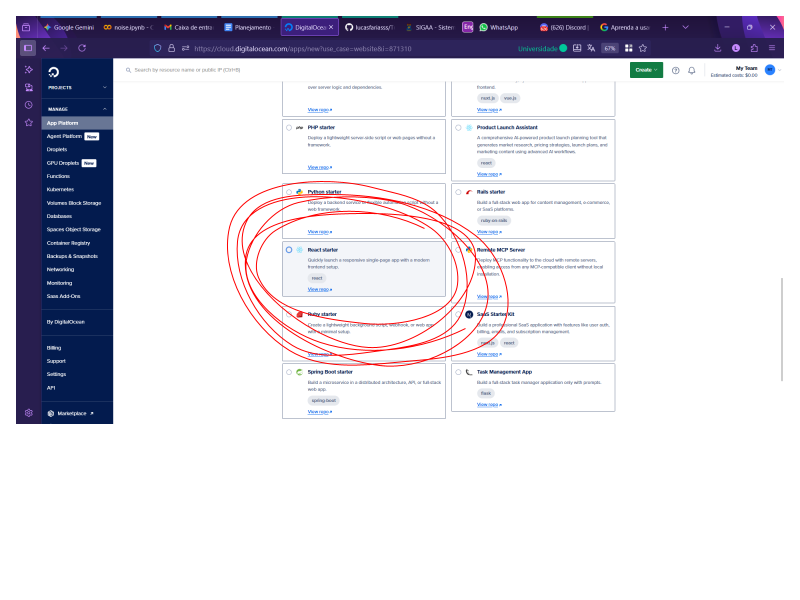 Google Gemini
noise.ipynb - C
Caixa de entra
Planejamento
DigitalOcea
lucasfariasss/T
SIGAA - Sister
WhatsApp
(626) Discord |
Aprenda a usa
https://cloud.digitalocean.com/apps/new?use_case=website&i=871310
Universidade
67%
Search by resource name or public IP (Ctrl+B)
Create
My Team
Estimated costs: $0.00
PROJECTS
MANAGE
App Platform
Agent Platform New
Droplets
GPU Droplets New
Functions
Kubernetes
Volumes Block Storage
Databases
Spaces Object Storage
Container Registry
Backups & Snapshots
Networking
Monitoring
Saas Add-Ons
By DigitalOcean
Billing
Support
Settings
API
Marketplace
over server logic and dependencies.
View repo
frontend.
nuxt.js vue.js
View repo
php PHP starter
Deploy a lightweight server-side script or web pages without a
framework.
View repo
Product Launch Assistant
A comprehensive AI-powered product launch planning tool that
generates market research, pricing strategies, launch plans, and
marketing content using advanced AI workflows.
react
View repo
Python starter
Deploy a backend service or without a
web framework.
View repo
Rails starter
Build a full stack web app for content management, e-commerce,
or SaaS platforms.
ruby-on-rails
View repo
React starter
Quickly launch a responsive single-page app with a modern
frontend setup.
react
View repo
Remote MCP Server
Deploy MCP functionality to the cloud with remote servers,
enabling access from any MCP-compatible client without local
installation.
View repo
Ruby starter
Create a lightweight background script, webhook, or web app
with minimal setup.
View repo
SaaS Starter Kit
Build a professional SaaS application with features like user auth,
billing, emails, and subscription management.
next.js react
View repo
Spring Boot starter
Build a microservice in a distributed architecture, API, or full-stack
web app.
spring-boot
View repo
Task Management App
Build a full stack task manager application only with prompts.
flask
View repo